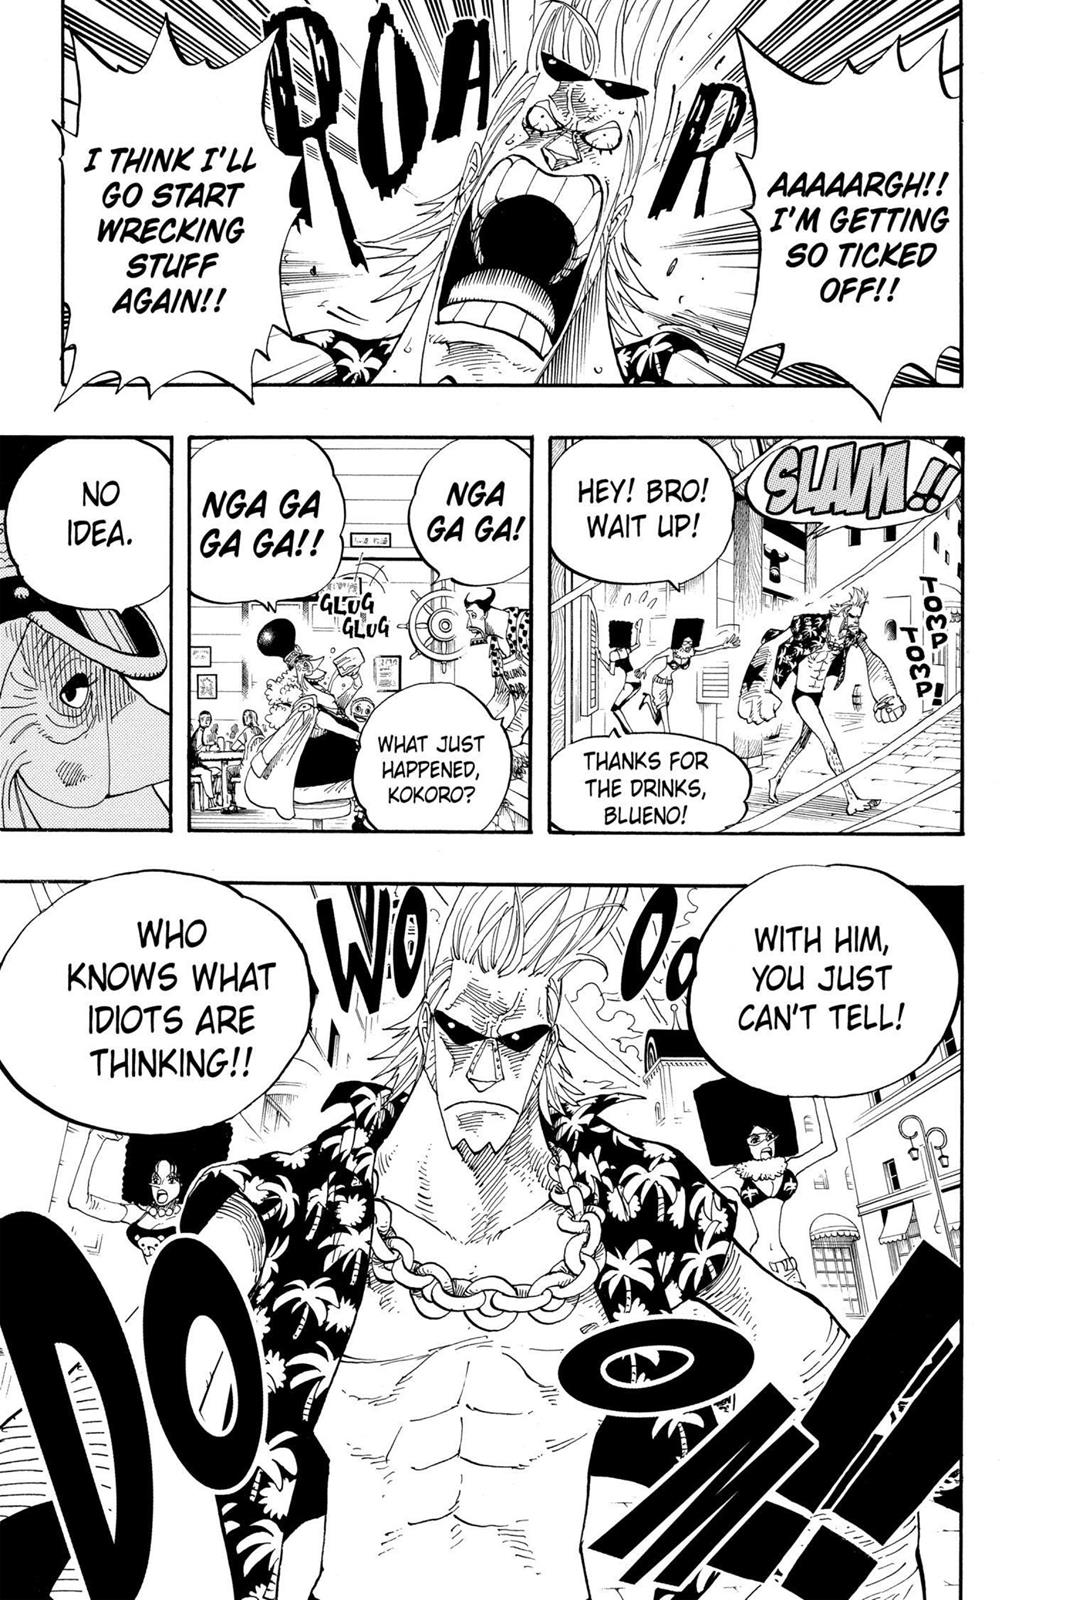 ROAR
AAAAARGH!!
I'M GETTING
SO TICKED
OFF!!
I THINK I'LL
GO START
WRECKING
STUFF
AGAIN!!
SLAM!!
HEY! BRO!
WAIT UP!
TOMP
TOMP!
THANKS FOR
THE DRINKS,
BLUENO!
NGA
GA GA!
NGA GA
GA GA!!
GLUG
GLUG
WHAT JUST
HAPPENED,
KOKORO?
NO
IDEA.
WITH HIM,
YOU JUST
CAN'T TELL!
WHO
KNOWS WHAT
IDIOTS ARE
THINKING!!
DOOM!!